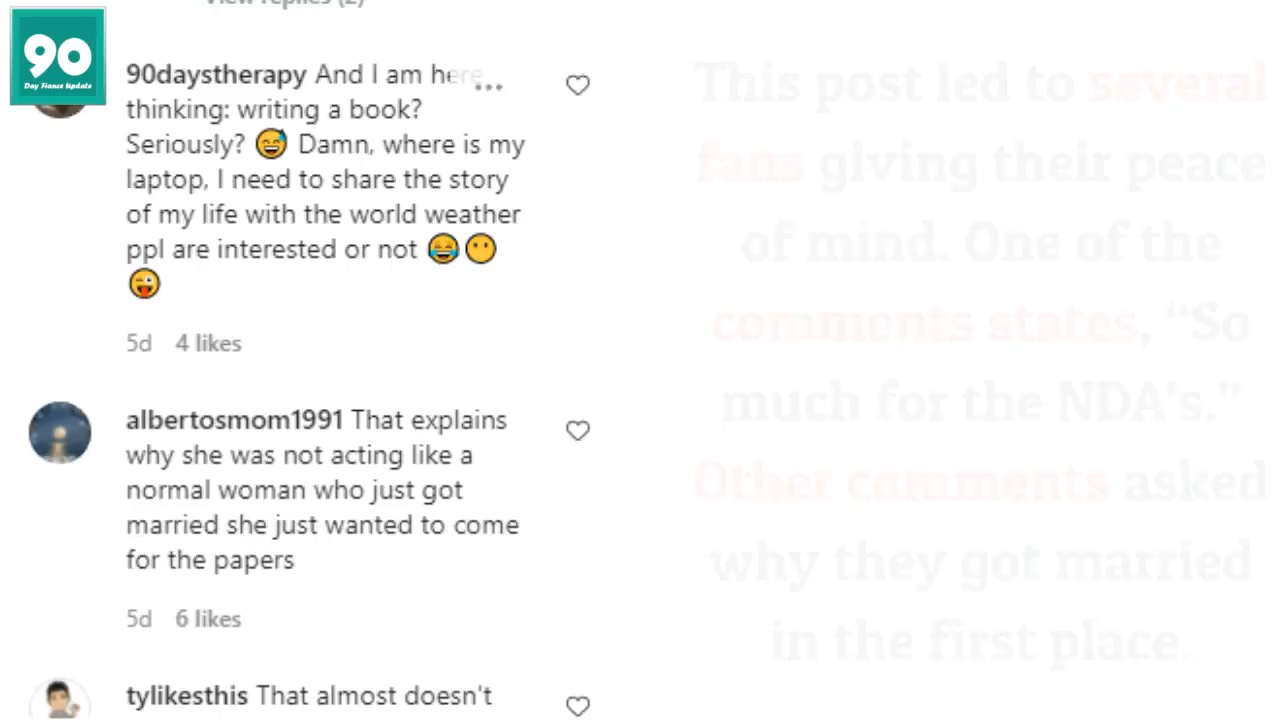 View replies (2)
90
Day Fiance Update
90daystherapy And I am here
thinking: writing a book?
Seriously? 😅 Damn, where is my
laptop, I need to share the story
of my life with the world weather
ppl are interested or not 😂😶
😜
5d 4 likes
albertosmom1991 That explains
why she was not acting like a
normal woman who just got
married she just wanted to come
for the papers
5d 6 likes
tylikesthis That almost doesn't
This post led to several
fans giving their peace
of mind. One of the
comments states, “So
much for the NDA's.”
Other comments asked
why they got married
in the first place.